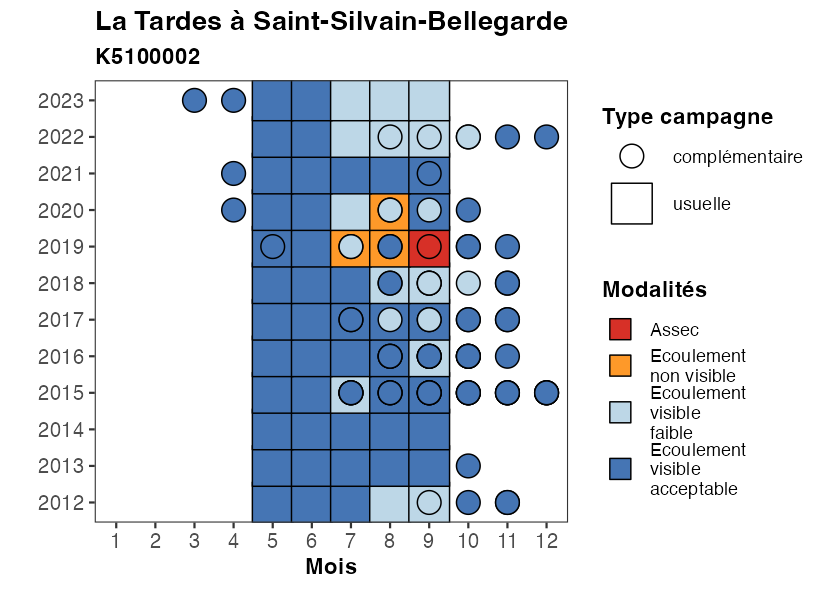 La Tardes à Saint-Silvain-Bellegarde
K5100002
2023
2022
2021
2020
2019
2018
2017
2016
2015
2014
2013
2012
1 2 3 4 5 6 7 8 9 10 11 12
Mois
Type campagne
complémentaire
usuelle
Modalités
Assec
Ecoulement
non visible
Ecoulement
visible
faible
Ecoulement
visible
acceptable